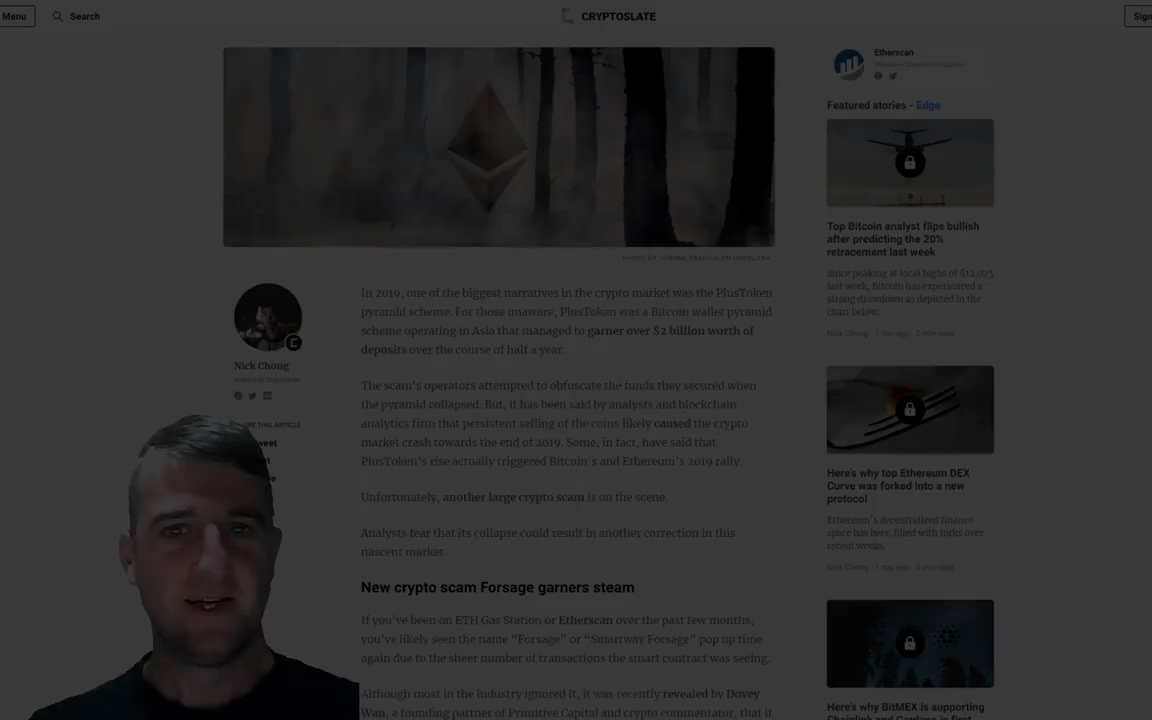 Menu
Search
CRYPTOSLATE
Sign
Etherscan
Featured stories - Edge
Top Bitcoin analyst flips bullish
after predicting the 20%
retracement last week
Since peaking at local highs of $12,075
last week, Bitcoin has experienced a
strong drawdown as depicted in the
chart below.
Nick Chong · 1 day ago · 2 min read
Here's why top Ethereum DEX
Curve was forked into a new
protocol
Ethereum's decentralized finance
space has been filled with forks over
recent weeks.
Nick Chong · 1 day ago · 3 min read
Here's why BitMEX is supporting
Chainlink and Cardano in first
PHOTO BY JOANNE FRANCIS ON UNSPLASH
Nick Chong
Analyst @ CryptoSlate
THIS ARTICLE
In 2019, one of the biggest narratives in the crypto market was the PlusToken
pyramid scheme. For those unaware, PlusToken was a Bitcoin wallet pyramid
scheme operating in Asia that managed to garner over $2 billion worth of
deposits over the course of half a year.
The scam's operators attempted to obfuscate the funds they secured when
the pyramid collapsed. But, it has been said by analysts and blockchain
analytics firm that persistent selling of the coins likely caused the crypto
market crash towards the end of 2019. Some, in fact, have said that
PlusToken's rise actually triggered Bitcoin's and Ethereum's 2019 rally.
Unfortunately, another large crypto scam is on the scene.
Analysts fear that its collapse could result in another correction in this
nascent market.
New crypto scam Forsage garners steam
If you've been on ETH Gas Station or Etherscan over the past few months,
you've likely seen the name “Forsage” or “Smartway Forsage” pop up time
again due to the sheer number of transactions the smart contract was seeing.
Although most in the industry ignored it, it was recently revealed by Dovey
Wan, a founding partner of Primitive Capital and crypto commentator, that it